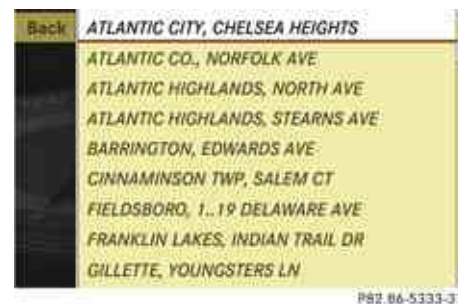 Back
ATLANTIC CITY, CHELSEA HEIGHTS
ATLANTIC CO., NORFOLK AVE
ATLANTIC HIGHLANDS, NORTH AVE
ATLANTIC HIGHLANDS, STEARNS AVE
BARRINGTON, EDWARDS AVE
CINNAMINSON TWP, SALEM CT
FIELDSBORO, 1..19 DELAWARE AVE
FRANKLIN LAKES, INDIAN TRAIL DR
GILLETTE, YOUNGSTERS LN
P82.86-5333-3